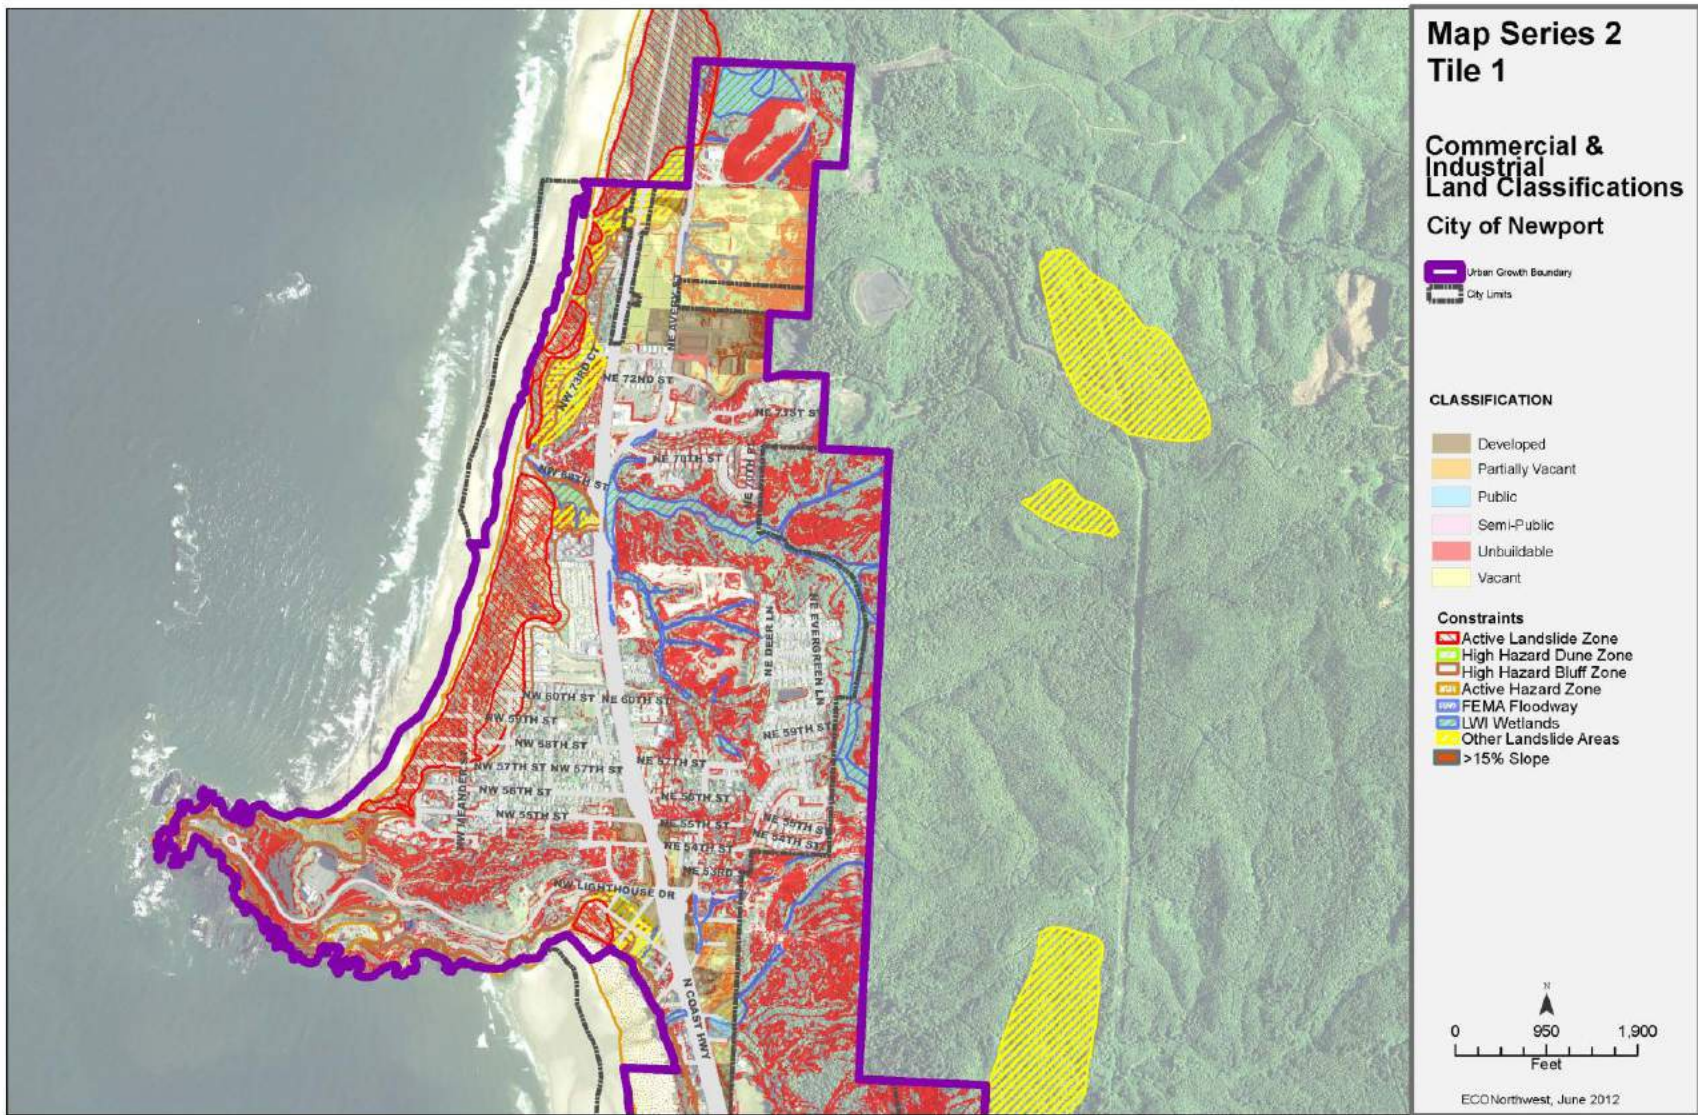 Map Series 2
Tile 1
Commercial &
Industrial
Land Classifications
City of Newport
Urban Growth Boundary
City Limits
CLASSIFICATION
Developed
Partially Vacant
Public
Semi-Public
Unbuildable
Vacant
Constraints
Active Landslide Zone
High Hazard Dune Zone
High Hazard Bluff Zone
Active Hazard Zone
FEMA Floodway
LWI Wetlands
Other Landslide Areas
>15% Slope
N
0 950 1,900
Feet
ECONorthwest, June 2012
NW 73RD CT
NE 72ND ST
NE 71ST ST
NE DEER LN
NE EVERGREEN LN
NW 60TH ST
NE 60TH ST
NW 59TH ST
NE 59TH ST
NW 58TH ST
NW 57TH ST
NW 57TH ST
NE 57TH ST
NW 56TH ST
NE 56TH ST
NW 55TH ST
NE 55TH ST
NE 54TH ST
NE 54TH ST
NE 53RD
NW LIGHTHOUSE DR
N COAST HWY